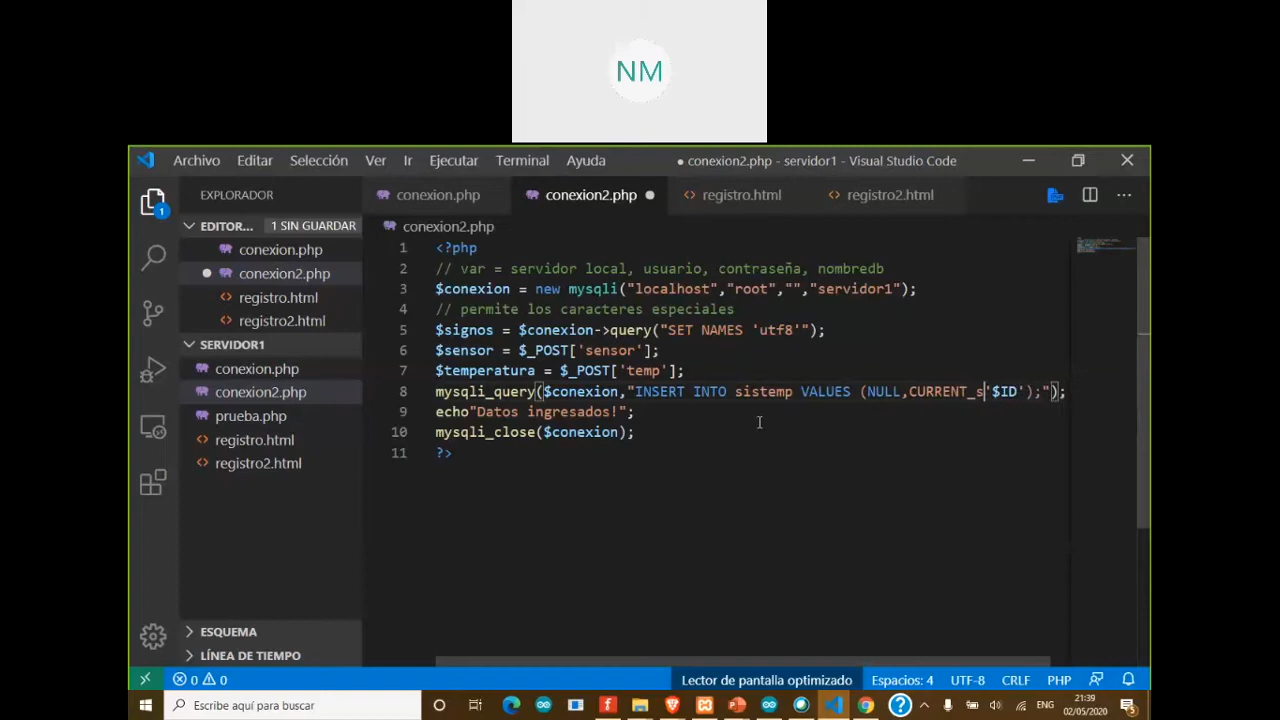 NM
Archivo Editar Selección Ver Ir Ejecutar Terminal Ayuda ● conexion2.php - servidor1 - Visual Studio Code
EXPLORADOR
conexion.php conexion2.php ● <> registro.html <> registro2.html
EDITOR... 1 SIN GUARDAR
conexion.php
● conexion2.php
<> registro.html
<> registro2.html
SERVIDOR1
conexion.php
conexion2.php
prueba.php
<> registro.html
<> registro2.html
ESQUEMA
LÍNEA DE TIEMPO
1
conexion2.php
1 <?php
2 // var = servidor local, usuario, contraseña, nombredb
3 $conexion = new mysqli("localhost","root","","servidor1");
4 // permite los caracteres especiales
5 $signos = $conexion->query("SET NAMES 'utf8'");
6 $sensor = $_POST['sensor'];
7 $temperatura = $_POST['temp'];
8 mysqli_query($conexion,"INSERT INTO sistemp VALUES (NULL,CURRENT_s'$ID');");
9 echo"Datos ingresados!";
10 mysqli_close($conexion);
11 ?>
0 0 Lector de pantalla optimizado Espacios: 4 UTF-8 CRLF PHP
Escribe aquí para buscar ENG 21:39 02/05/2020 5